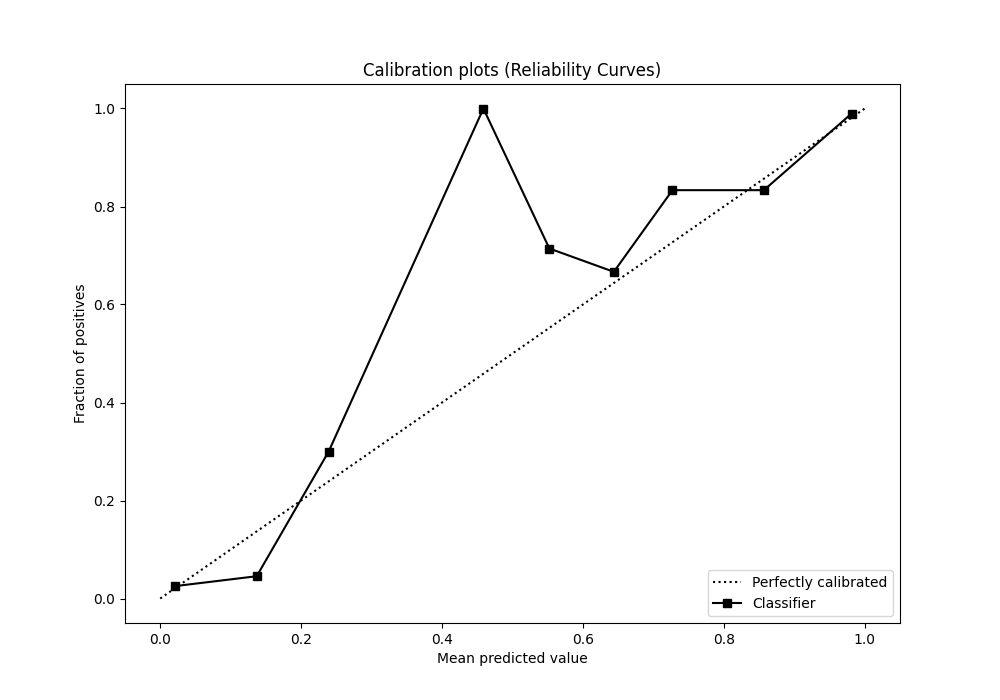 Calibration plots (Reliability Curves)
1.0
0.8
0.6
0.4
0.2
0.0
Fraction of positives
Perfectly calibrated
Classifier
0.0 0.2 0.4 0.6 0.8 1.0
Mean predicted value